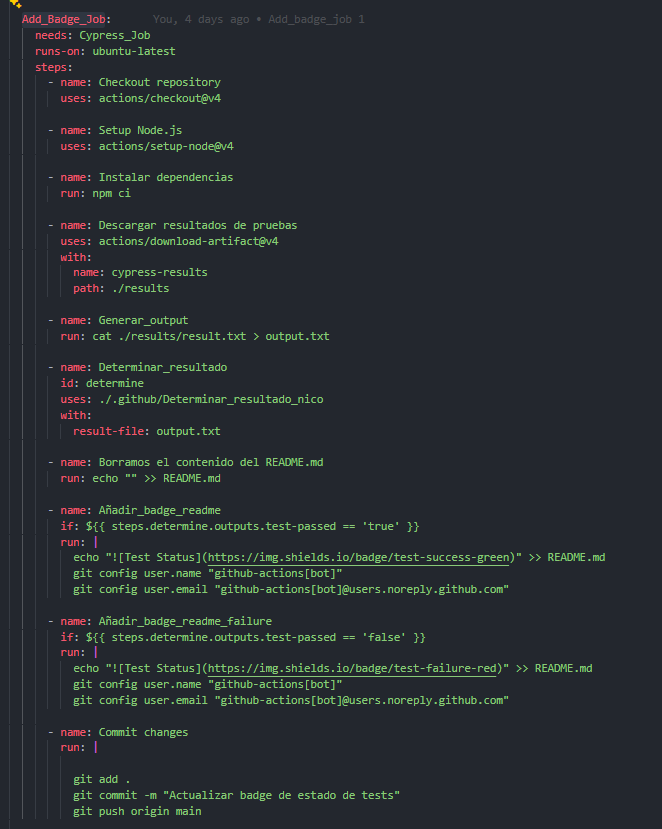 Add_Badge_Job: You, 4 days ago • Add_badge_job 1
needs: Cypress_Job
runs-on: ubuntu-latest
steps:
- name: Checkout repository
uses: actions/checkout@v4
- name: Setup Node.js
uses: actions/setup-node@v4
- name: Instalar dependencias
run: npm ci
- name: Descargar resultados de pruebas
uses: actions/download-artifact@v4
with:
name: cypress-results
path: ./results
- name: Generar_output
run: cat ./results/result.txt > output.txt
- name: Determinar_resultado
id: determine
uses: ./.github/Determinar_resultado_nico
with:
result-file: output.txt
- name: Borramos el contenido del README.md
run: echo "" >> README.md
- name: Añadir_badge_readme
if: ${{ steps.determine.outputs.test-passed == 'true' }}
run: |
echo "![Test Status](https://img.shields.io/badge/test-success-green)" >> README.md
git config user.name "github-actions[bot]"
git config user.email "github-actions[bot]@users.noreply.github.com"
- name: Añadir_badge_readme_failure
if: ${{ steps.determine.outputs.test-passed == 'false' }}
run: |
echo "![Test Status](https://img.shields.io/badge/test-failure-red)" >> README.md
git config user.name "github-actions[bot]"
git config user.email "github-actions[bot]@users.noreply.github.com"
- name: Commit changes
run: |
git add .
git commit -m "Actualizar badge de estado de tests"
git push origin main